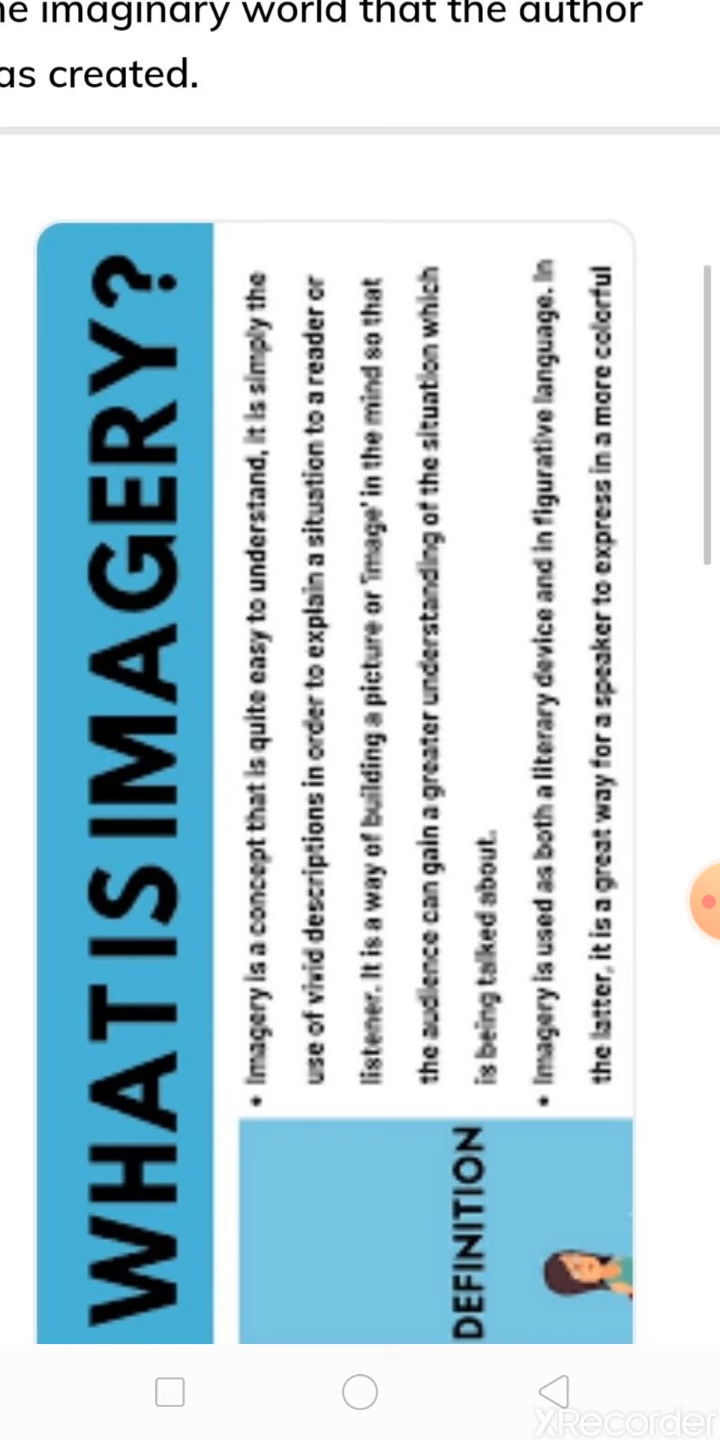 he imaginary world that the author
as created.
WHAT IS IMAGERY?
• Imagery is a concept that is quite easy to understand, it is simply the
use of vivid descriptions in order to explain a situation to a reader or
listener. It is a way of building a picture or 'image' in the mind so that
the audience can gain a greater understanding of the situation which
is being talked about.
• Imagery is used as both a literary device and in figurative language. In
the latter, it is a great way for a speaker to express in a more colorful
DEFINITION
XRecorder